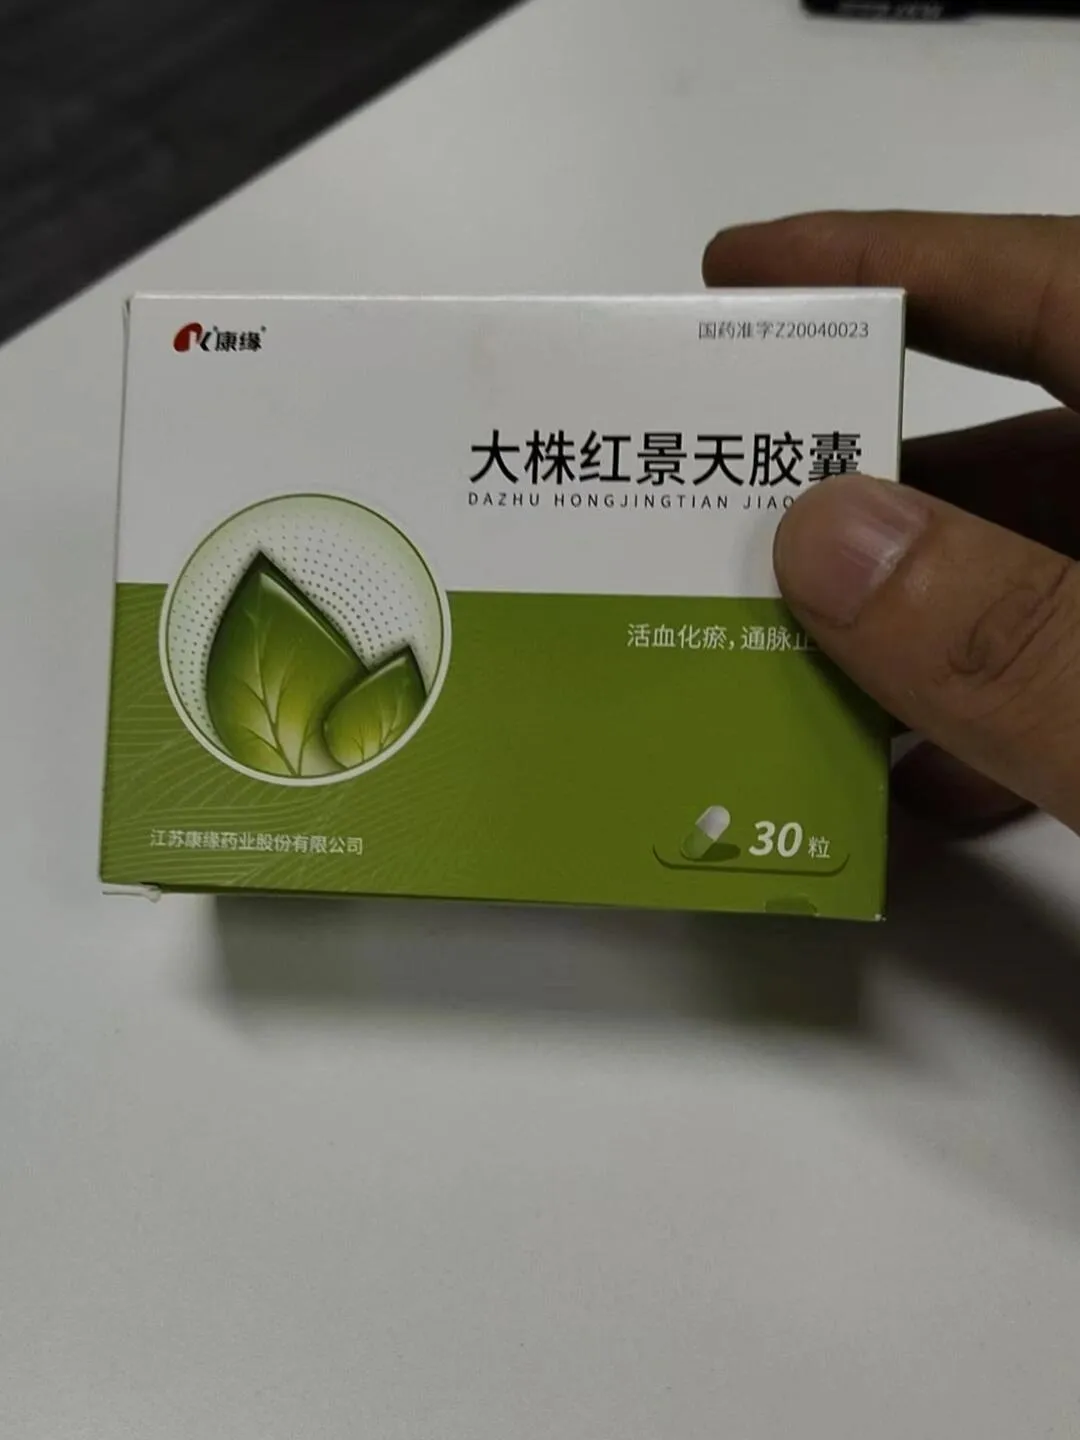 康缘
国药准字Z20040023
大株红景天胶囊
DAZHU HONGJINGTIAN
活血化瘀，通脉止
江苏康缘药业股份有限公司
30粒